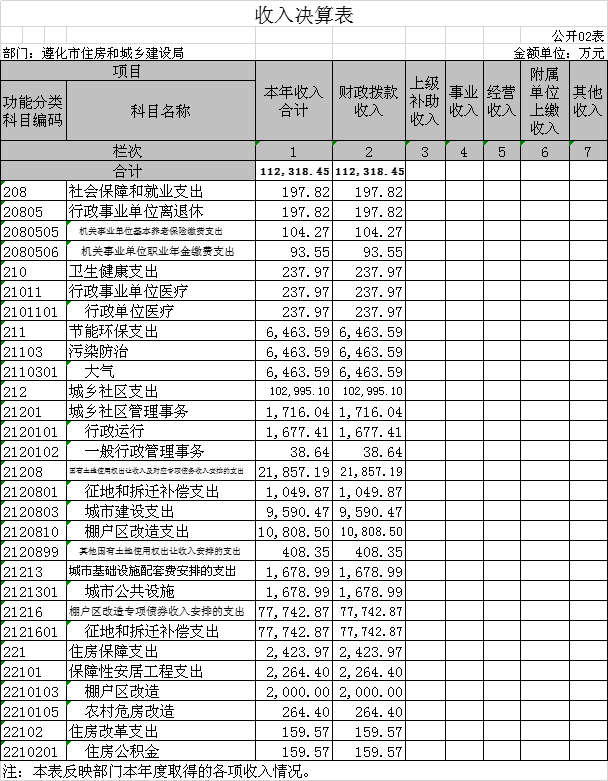 收入决算表
公开02表
部门：遵化市住房和城乡建设局 金额单位：万元
项目 本年收入合计 财政拨款收入 上级补助收入 事业收入 经营收入 附属单位上缴收入 其他收入
功能分类科目编码 科目名称
栏次 1 2 3 4 5 6 7
合计 112,318.45 112,318.45
208 社会保障和就业支出 197.82 197.82
20805 行政事业单位离退休 197.82 197.82
2080505 机关事业单位基本养老保险缴费支出 104.27 104.27
2080506 机关事业单位职业年金缴费支出 93.55 93.55
210 卫生健康支出 237.97 237.97
21011 行政事业单位医疗 237.97 237.97
2101101 行政单位医疗 237.97 237.97
211 节能环保支出 6,463.59 6,463.59
21103 污染防治 6,463.59 6,463.59
2110301 大气 6,463.59 6,463.59
212 城乡社区支出 102,995.10 102,995.10
21201 城乡社区管理事务 1,716.04 1,716.04
2120101 行政运行 1,677.41 1,677.41
2120102 一般行政管理事务 38.64 38.64
21208 国有土地使用权出让收入及对应专项债务收入安排的支出 21,857.19 21,857.19
2120801 征地和拆迁补偿支出 1,049.87 1,049.87
2120803 城市建设支出 9,590.47 9,590.47
2120810 棚户区改造支出 10,808.50 10,808.50
2120899 其他国有土地使用权出让收入安排的支出 408.35 408.35
21213 城市基础设施配套费安排的支出 1,678.99 1,678.99
2121301 城市公共设施 1,678.99 1,678.99
21216 棚户区改造专项债券收入安排的支出 77,742.87 77,742.87
2121601 征地和拆迁补偿支出 77,742.87 77,742.87
221 住房保障支出 2,423.97 2,423.97
22101 保障性安居工程支出 2,264.40 2,264.40
2210103 棚户区改造 2,000.00 2,000.00
2210105 农村危房改造 264.40 264.40
22102 住房改革支出 159.57 159.57
2210201 住房公积金 159.57 159.57
注：本表反映部门本年度取得的各项收入情况。